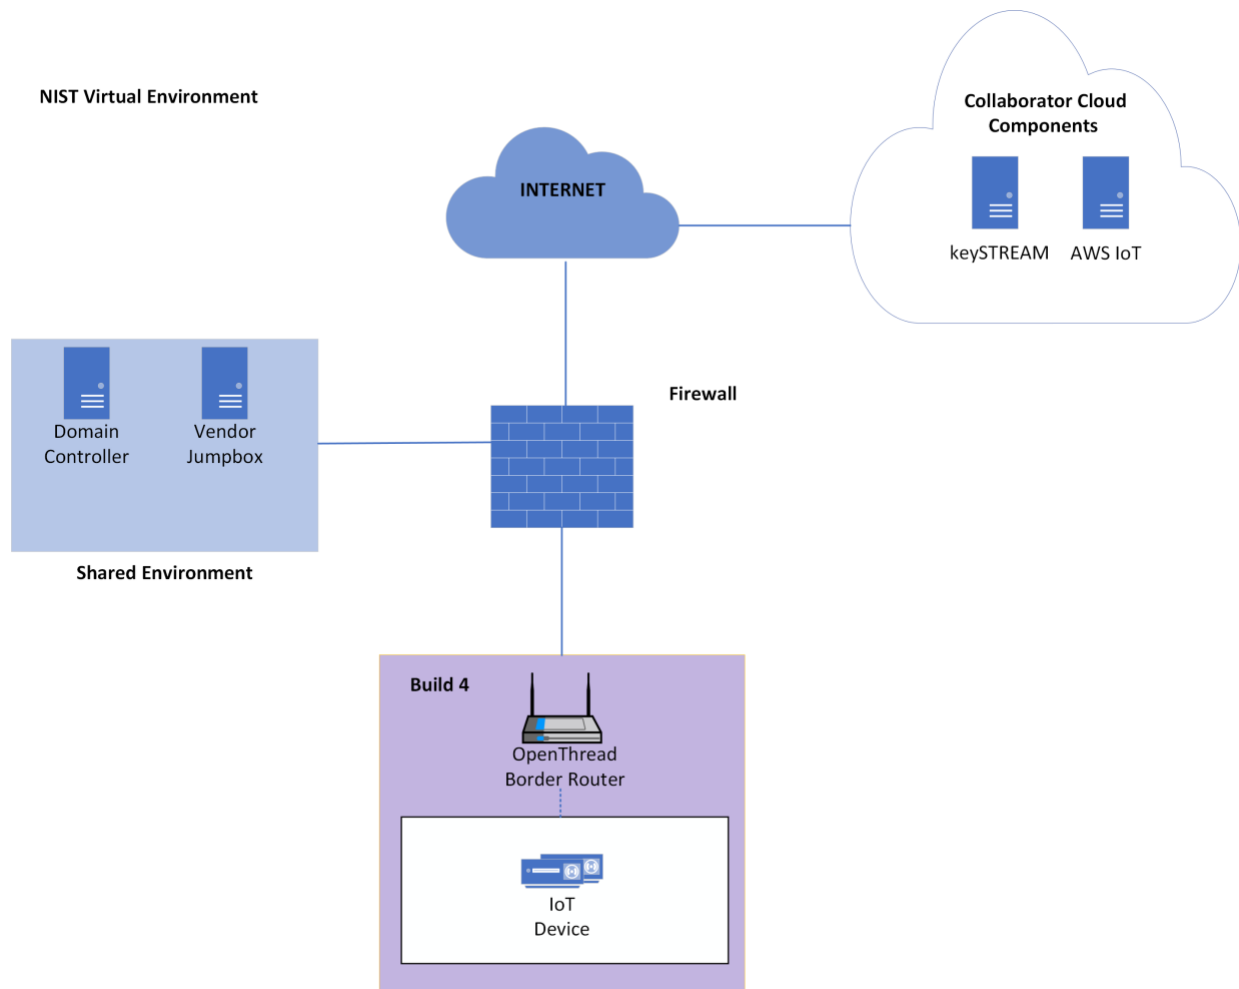 NIST Virtual Environment
Collaborator Cloud
Components
INTERNET
keySTREAM
AWS IoT
Firewall
Domain
Controller
Vendor
Jumpbox
Shared Environment
Build 4
OpenThread
Border Router
IoT
Device